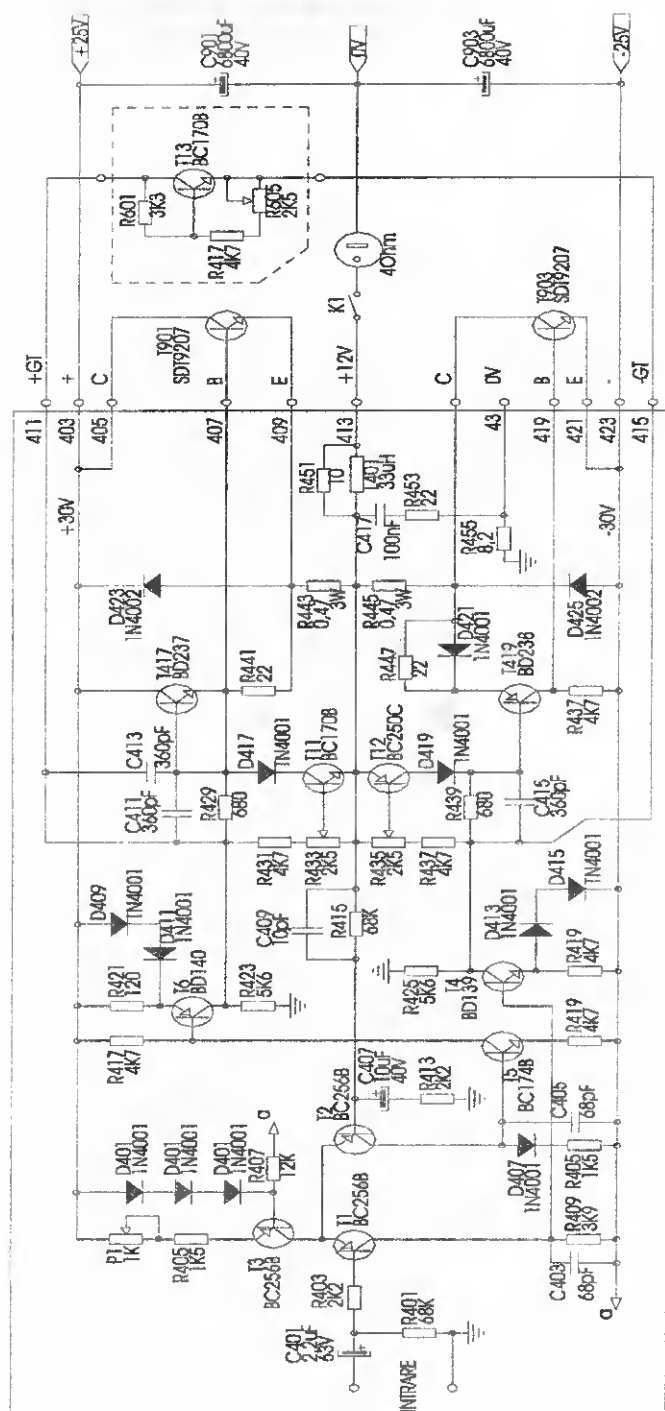 +25V
C901
6800uF
40V
0V
C903
6800uF
40V
-25V
R601
3K3
T13
BC170B
R417
4K7
R605
2K5
4Ohm
K1
T901
SDT9207
T903
SDT9207
+GT
+
C
B
E
+12V
C
0V
B
E
-
-GT
411
403
405
407
409
413
43
419
421
423
415
+30V
R451
10
L401
33uH
C417
100nF
R453
22
R455
8,2
-30V
D423
1N4002
R443
0,47
3W
R445
0,47
3W
D421
1N4001
D425
1N4002
T417
BD237
R441
22
R447
22
T419
BD238
R437
4K7
C413
360pF
C411
360pF
R429
680
D417
1N4001
T11
BC170B
T12
BC250C
D419
1N4001
R439
680
C415
360pF
R431
4K7
R433
2K5
R435
2K5
R437
4K7
D409
1N4001
D411
1N4001
C409
10pF
R415
68K
D413
1N4001
D415
1N4001
R421
120
T6
BD140
R423
5K6
R425
5K6
T4
BD139
R419
4K7
R417
4K7
C407
10uF
40V
R413
2K2
T5
BC174B
R419
4K7
D401
1N4001
D401
1N4001
D401
1N4001
R407
12K
a
T2
BC256B
C405
68pF
D407
1N4001
R405
1K5
P1
1K
R405
1K5
T3
BC256B
T1
BC256B
R409
3K9
C403
68pF
a
R403
2K2
C401
2,2uF
63V
R401
68K
INTRARE